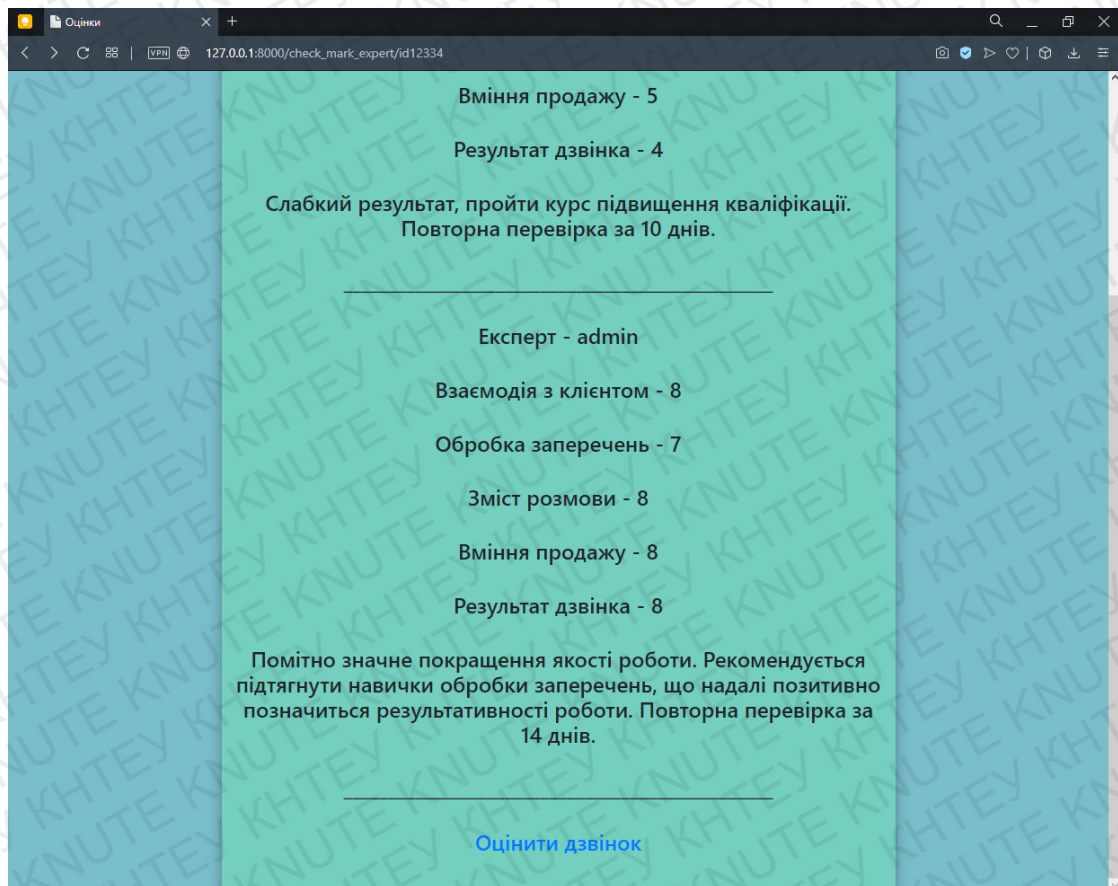 Оцінки
VPN
127.0.0.1:8000/check_mark_expert/id12334
Вміння продажу - 5
Результат дзвінка - 4
Слабкий результат, пройти курс підвищення кваліфікації.
Повторна перевірка за 10 днів.
Експерт - admin
Взаємодія з клієнтом - 8
Обробка заперечень - 7
Зміст розмови - 8
Вміння продажу - 8
Результат дзвінка - 8
Помітно значне покращення якості роботи. Рекомендується
підтягнути навички обробки заперечень, що надалі позитивно
позначиться результативності роботи. Повторна перевірка за
14 днів.
Оцінити дзвінок
КНТЕУ KNUTE